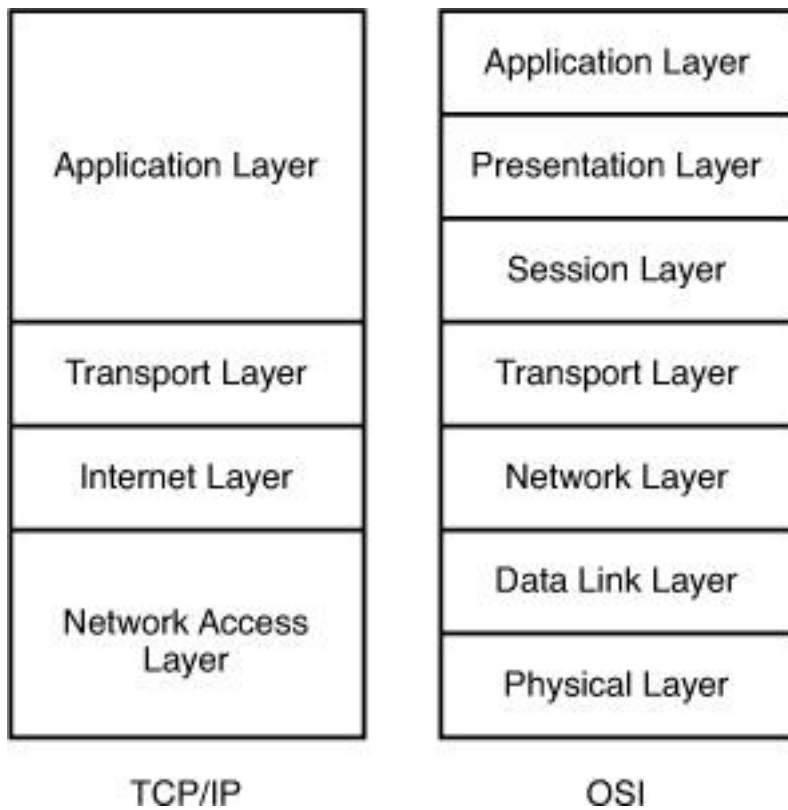 Application Layer
Transport Layer
Internet Layer
Network Access
Layer
TCP/IP
Application Layer
Presentation Layer
Session Layer
Transport Layer
Network Layer
Data Link Layer
Physical Layer
OSI